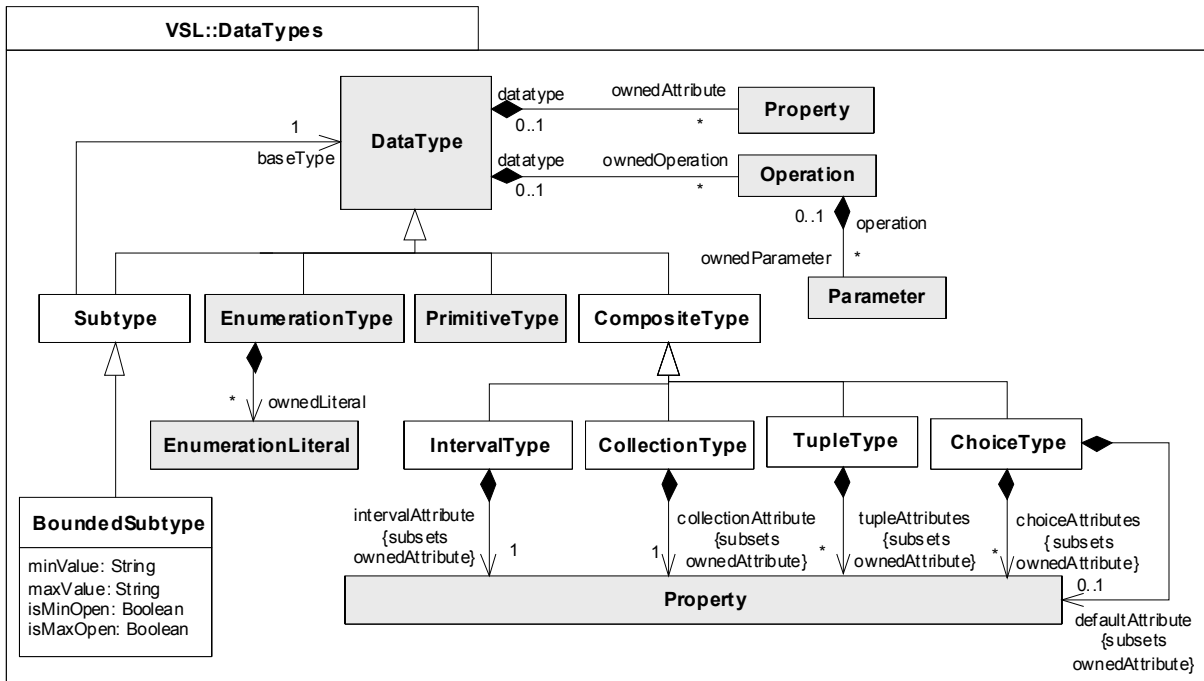 VSL::DataTypes
datatype
ownedAttribute
0..1
*
Property
1
baseType
DataType
datatype
ownedOperation
0..1
*
Operation
0..1
operation
ownedParameter
*
Parameter
Subtype
EnumerationType
PrimitiveType
CompositeType
*
ownedLiteral
EnumerationLiteral
IntervalType
CollectionType
TupleType
ChoiceType
BoundedSubtype
minValue: String
maxValue: String
isMinOpen: Boolean
isMaxOpen: Boolean
intervalAttribute
{subsets
ownedAttribute}
1
collectionAttribute
{subsets
ownedAttribute}
1
tupleAttributes
{subsets
ownedAttribute}
*
choiceAttributes
{subsets
ownedAttribute}
*
0..1
Property
defaultAttribute
{subsets
ownedAttribute}